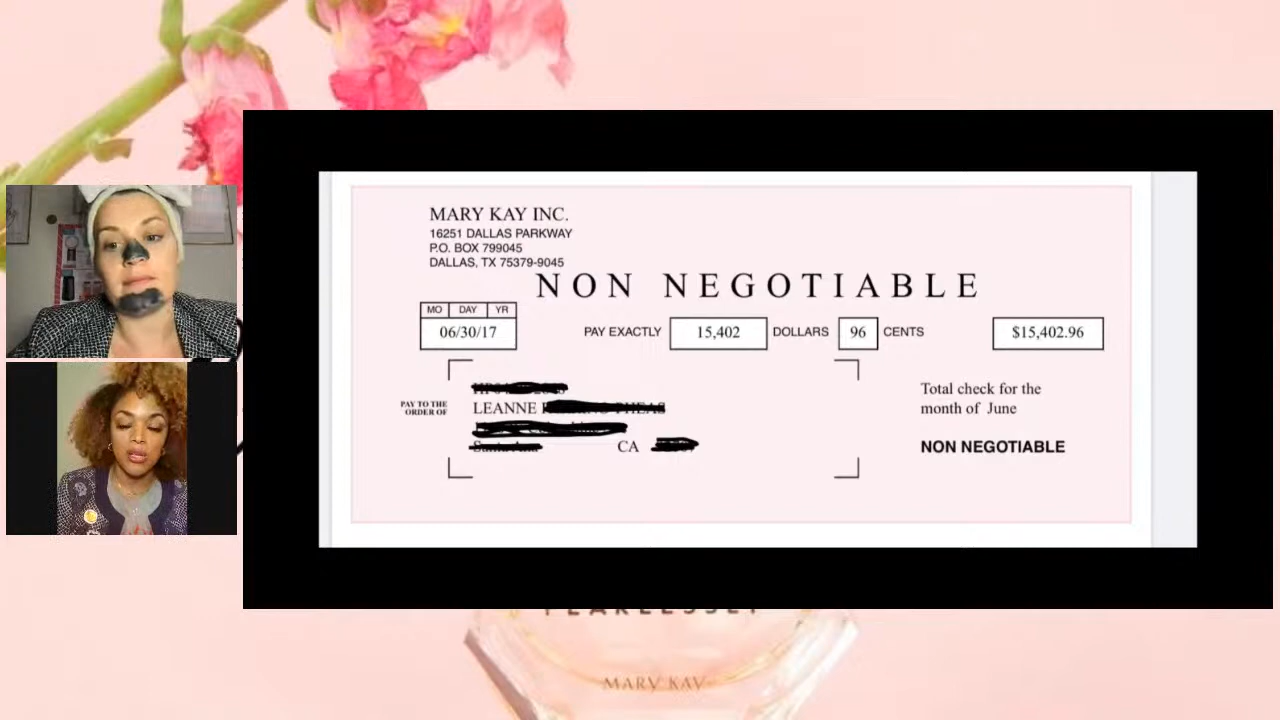 MARY KAY INC.
16251 DALLAS PARKWAY
P.O. BOX 799045
DALLAS, TX 75379-9045
NON NEGOTIABLE
MO DAY YR
06/30/17
PAY EXACTLY 15,402 DOLLARS 96 CENTS $15,402.96
PAY TO THE
ORDER OF
LEANNE
CA
Total check for the
month of June
NON NEGOTIABLE
MARY KAY